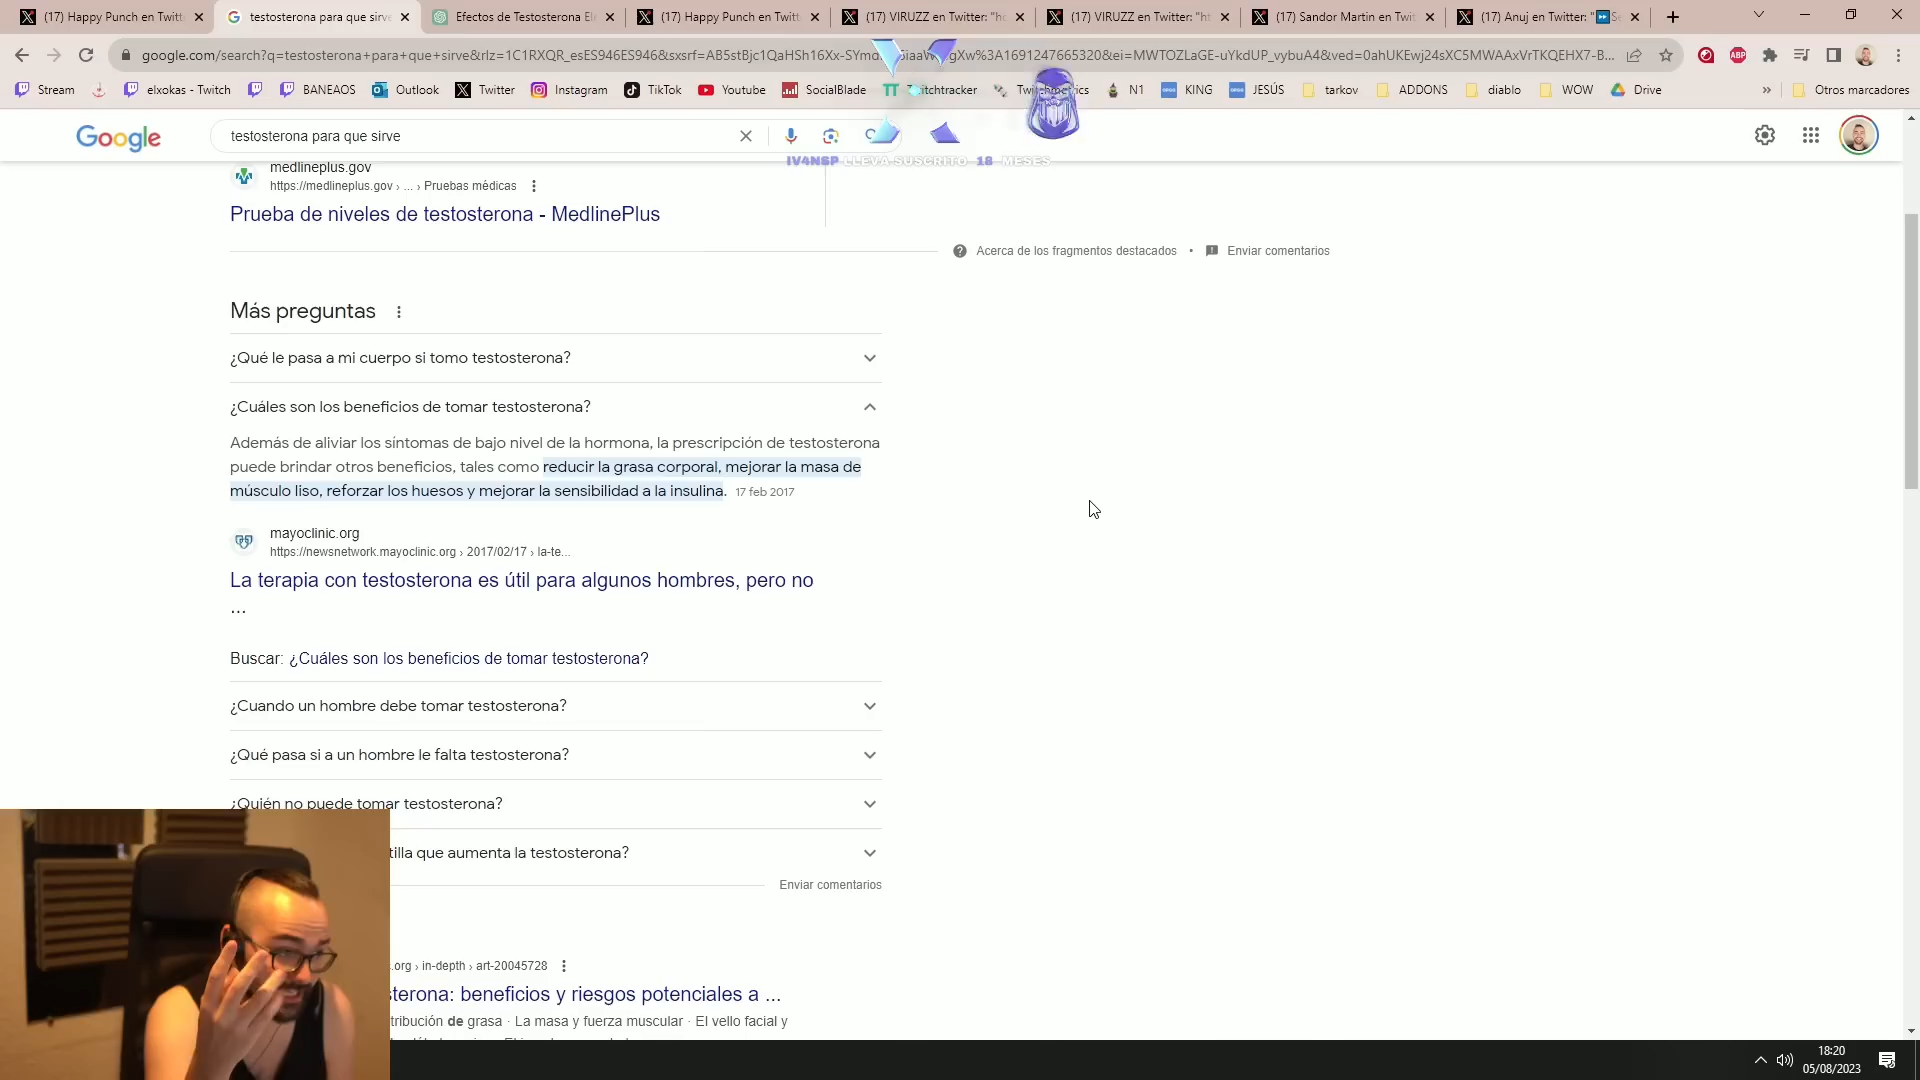 (17) Happy Punch en Twitt
testosterona para que sirve
Efectos de Testosterona El
(17) Happy Punch en Twitt
(17) VIRUZZ en Twitter: "ho
(17) VIRUZZ en Twitter: "ht
(17) Sandor Martin en Twit
(17) Anuj en Twitter: "
Stream
elxokas - Twitch
BANEAOS
Outlook
Twitter
Instagram
TikTok
Youtube
SocialBlade
N1
KING
JESÚS
tarkov
ADDONS
diablo
WOW
Drive
Otros marcadores
Google
testosterona para que sirve
IV4NSP LLEVA SUSCRITO 18 MESES
medlineplus.gov
https://medlineplus.gov › ... › Pruebas médicas
Prueba de niveles de testosterona - MedlinePlus
Acerca de los fragmentos destacados • Enviar comentarios
Más preguntas
¿Qué le pasa a mi cuerpo si tomo testosterona?
¿Cuáles son los beneficios de tomar testosterona?
Además de aliviar los síntomas de bajo nivel de la hormona, la prescripción de testosterona
puede brindar otros beneficios, tales como reducir la grasa corporal, mejorar la masa de
músculo liso, reforzar los huesos y mejorar la sensibilidad a la insulina. 17 feb 2017
mayoclinic.org
https://newsnetwork.mayoclinic.org › 2017/02/17 › la-te...
La terapia con testosterona es útil para algunos hombres, pero no
...
Buscar: ¿Cuáles son los beneficios de tomar testosterona?
¿Cuando un hombre debe tomar testosterona?
¿Qué pasa si a un hombre le falta testosterona?
¿Quién no puede tomar testosterona?
tilla que aumenta la testosterona?
Enviar comentarios
.org › in-depth › art-20045728
sterona: beneficios y riesgos potenciales a ...
tribución de grasa · La masa y fuerza muscular · El vello facial y
18:20
05/08/2023